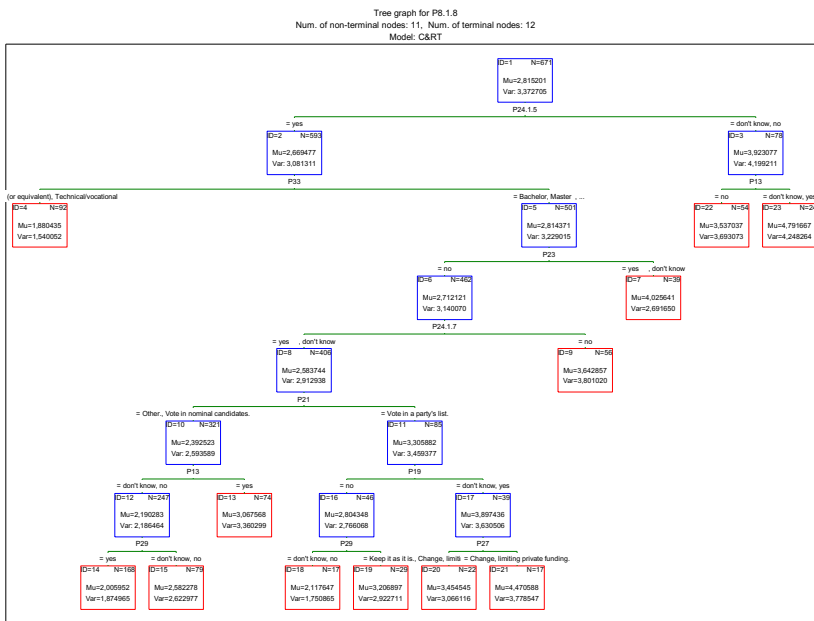 Tree graph for P8.1.8
Num. of non-terminal nodes: 11, Num. of terminal nodes: 12
Model: C&RT
ID=1 N=671
Mu=2,815201
Var: 3,372705
P24.1.5
= yes
= don't know, no
ID=2 N=593
Mu=2,669477
Var: 3,081311
ID=3 N=78
Mu=3,923077
Var: 4,199211
P33
P13
(or equivalent), Technical/vocational
= Bachelor, Master , ...
= no
= don't know, yes
ID=4 N=92
Mu=1,880435
Var=1,540052
ID=5 N=501
Mu=2,814371
Var: 3,229015
ID=22 N=54
Mu=3,537037
Var=3,693073
ID=23 N=24
Mu=4,791667
Var=4,248264
P23
= no
= yes , don't know
ID=6 N=462
Mu=2,712121
Var: 3,140070
ID=7 N=39
Mu=4,025641
Var=2,691650
P24.1.7
= yes , don't know
= no
ID=8 N=406
Mu=2,583744
Var: 2,912938
ID=9 N=56
Mu=3,642857
Var=3,801020
P21
= Other., Vote in nominal candidates.
= Vote in a party's list.
ID=10 N=321
Mu=2,392523
Var: 2,593589
ID=11 N=85
Mu=3,305882
Var: 3,459377
P13
P19
= don't know, no
= yes
= no
= don't know, yes
ID=12 N=247
Mu=2,190283
Var: 2,186464
ID=13 N=74
Mu=3,067568
Var=3,360299
ID=16 N=46
Mu=2,804348
Var: 2,766068
ID=17 N=39
Mu=3,897436
Var: 3,630506
P29
P29
P27
= yes
= don't know, no
= don't know, no
= Keep it as it is., Change, limiti
= Change, limiting private funding.
ID=14 N=168
Mu=2,005952
Var=1,874965
ID=15 N=79
Mu=2,582278
Var=2,622977
ID=18 N=17
Mu=2,117647
Var=1,750865
ID=19 N=29
Mu=3,206897
Var=2,922711
ID=20 N=22
Mu=3,454545
Var=3,066116
ID=21 N=17
Mu=4,470588
Var=3,778547